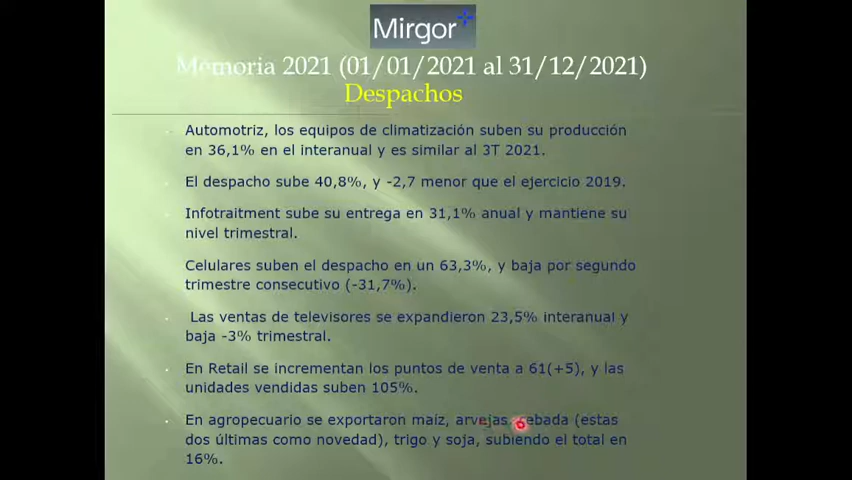 Mirgor
Memoria 2021 (01/01/2021 al 31/12/2021)
Despachos
Automotriz, los equipos de climatización suben su producción
en 36,1% en el interanual y es similar al 3T 2021.
El despacho sube 40,8%, y -2,7 menor que el ejercicio 2019.
Infotraitment sube su entrega en 31,1% anual y mantiene su
nivel trimestral.
Celulares suben el despacho en un 63,3%, y baja por segundo
trimestre consecutivo (-31,7%).
Las ventas de televisores se expandieron 23,5% interanual y
baja -3% trimestral.
En Retail se incrementan los puntos de venta a 61(+5), y las
unidades vendidas suben 105%.
En agropecuario se exportaron maíz, arvejas cebada (estas
dos últimas como novedad), trigo y soja, subiendo el total en
16%.